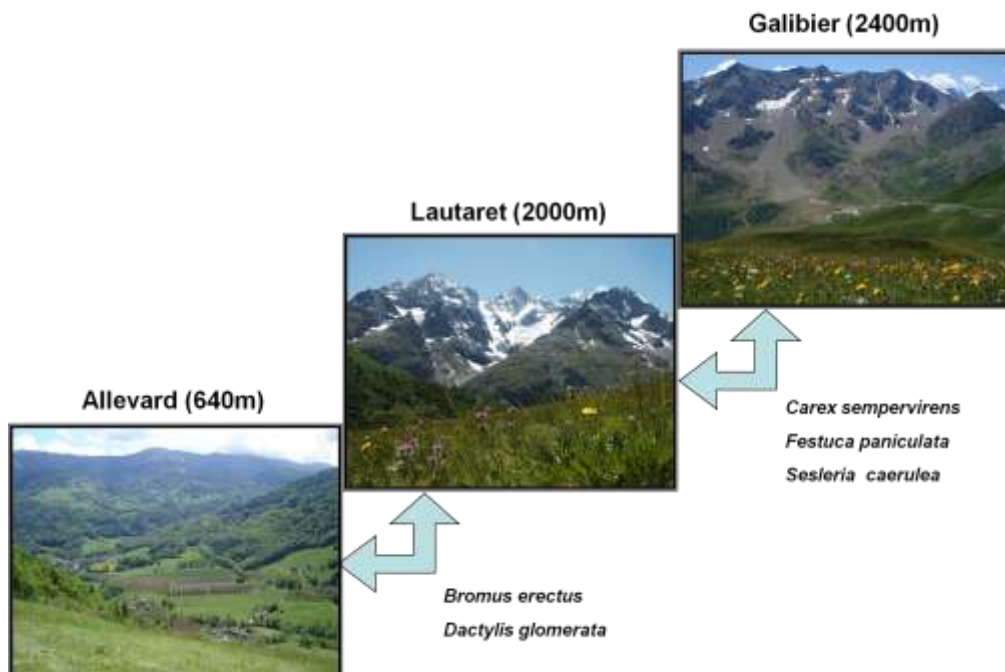 Galibier (2400m)
Lautaret (2000m)
Allevard (640m)
Carex sempervirens
Festuca paniculata
Sesleria caerulea
Bromus erectus
Dactylis glomerata